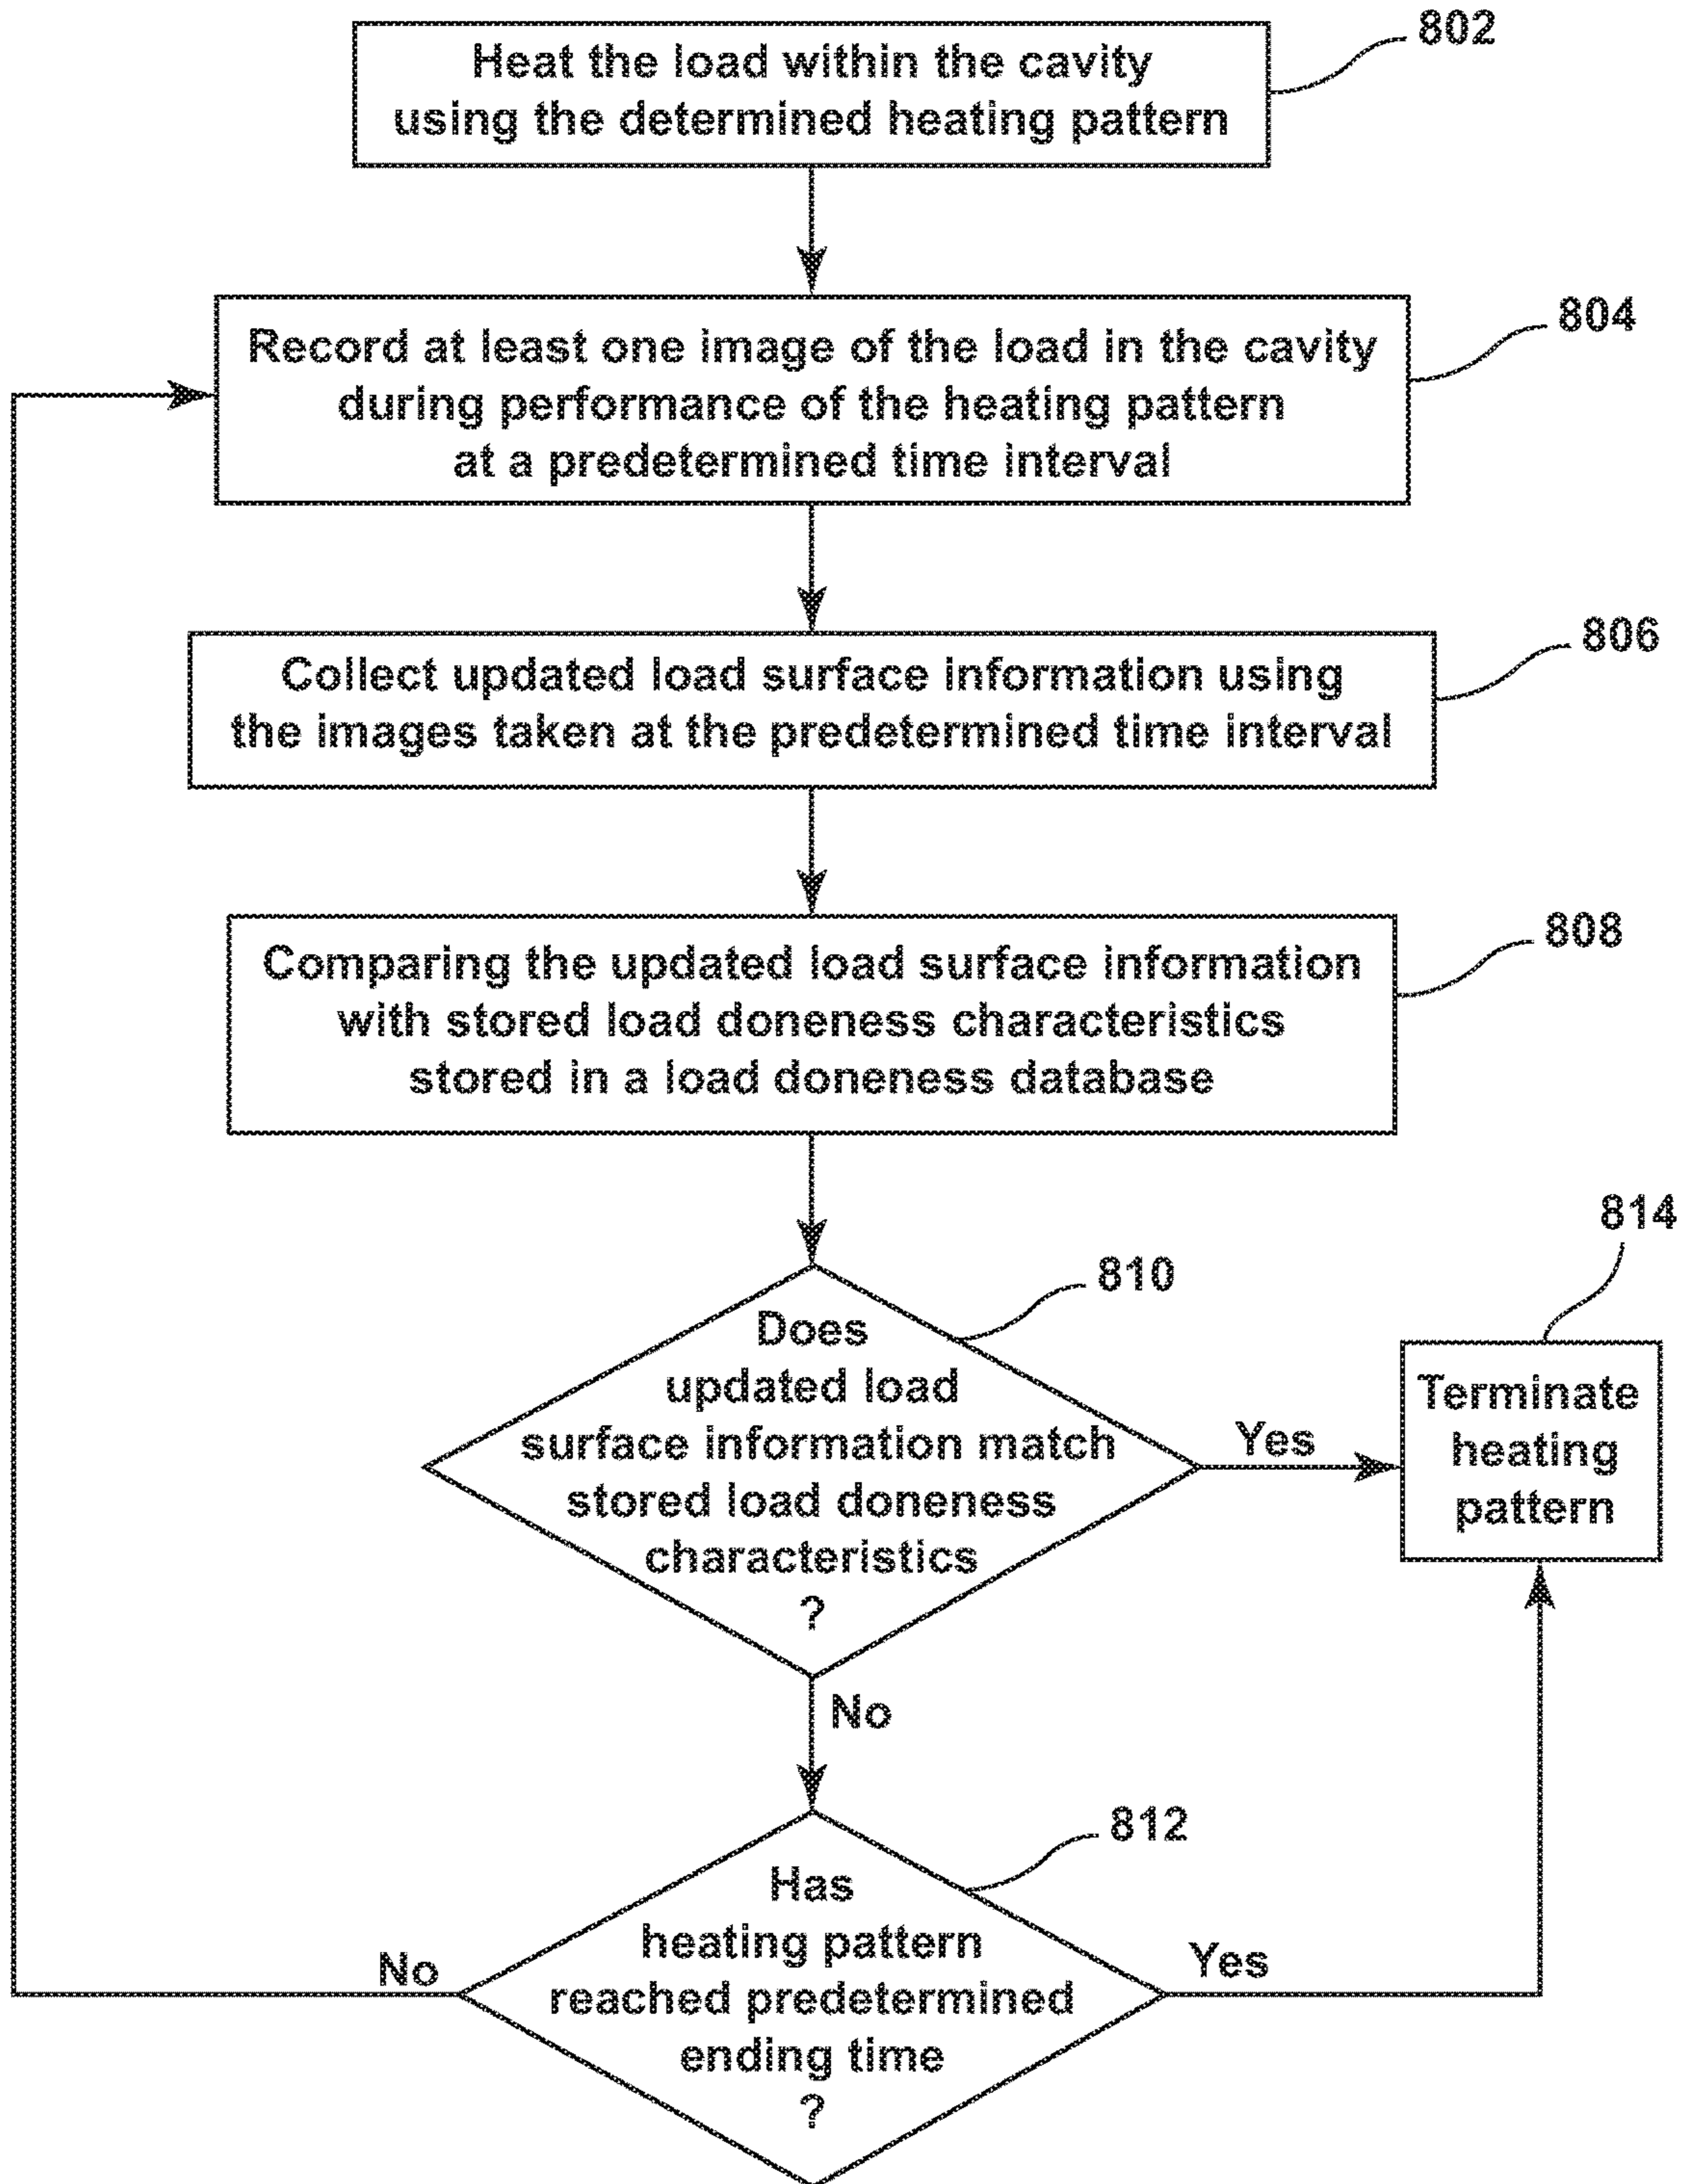 802
Heat the load within the cavity
using the determined heating pattern
804
Record at least one image of the load in the cavity
during performance of the heating pattern
at a predetermined time interval
806
Collect updated load surface information using
the images taken at the predetermined time interval
808
Comparing the updated load surface information
with stored load doneness characteristics
stored in a load doneness database
810
Does
updated load
surface information match
stored load doneness
characteristics
?
Yes
814
Terminate
heating
pattern
No
812
Has
heating pattern
reached predetermined
ending time
?
No
Yes